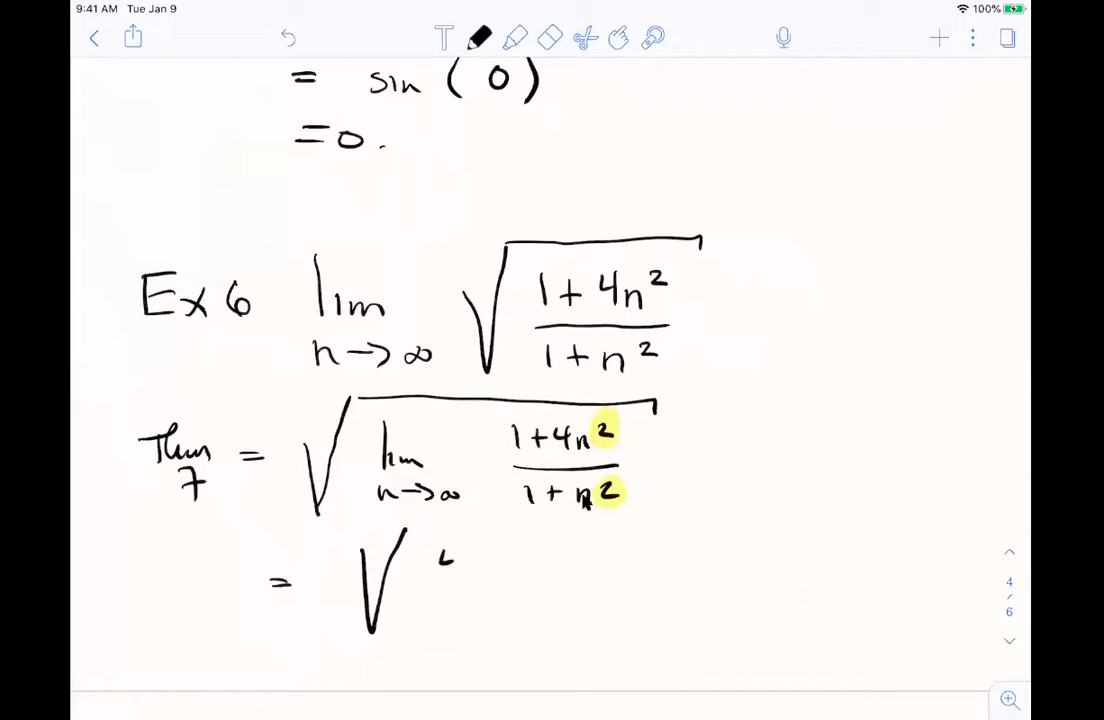 9:41 AM Tue Jan 9 100%
T
= sin ( 0 )
= 0.
Ex 6 lim n→∞ √((1 + 4n²)/(1 + n²))
Thm 7 = √(lim n→∞ (1 + 4n²)/(1 + n²))
= √
4
/
6